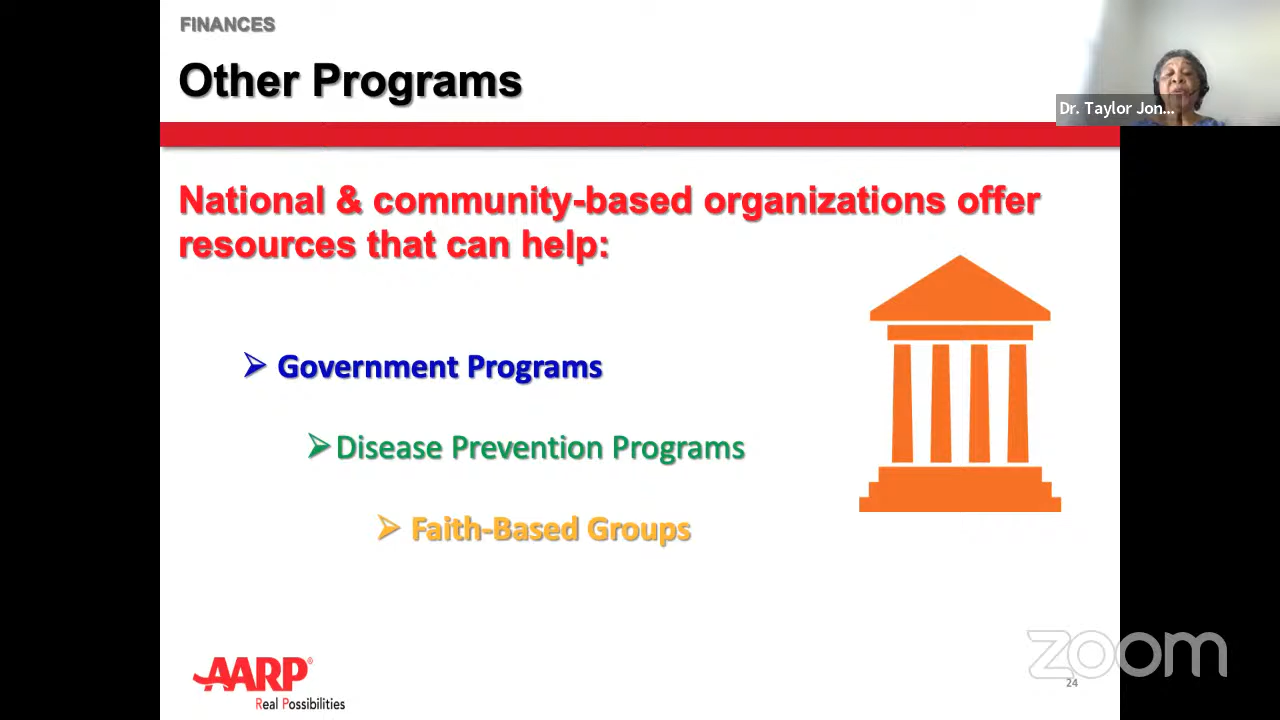 FINANCES
Other Programs
Dr. Taylor Jon...
National & community-based organizations offer
resources that can help:
➢ Government Programs
➢ Disease Prevention Programs
➢ Faith-Based Groups
AARP®
Real Possibilities
zoom
24